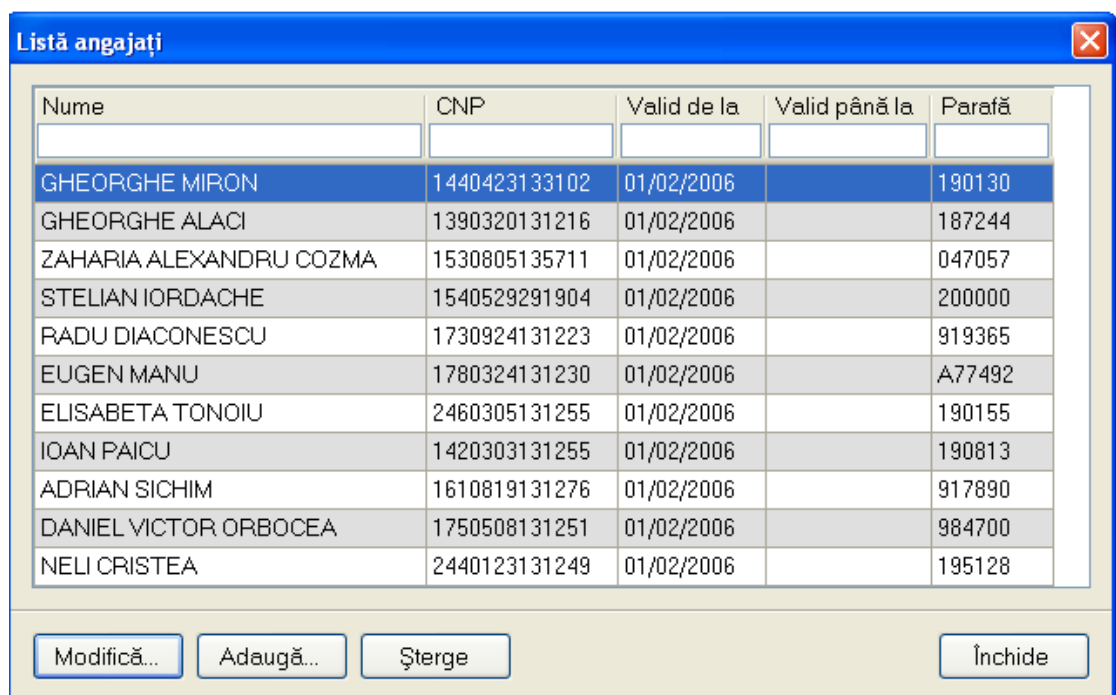 Listă angajați
Nume CNP Valid de la Valid până la Parafă
GHEORGHE MIRON 1440423133102 01/02/2006 190130
GHEORGHE ALACI 1390320131216 01/02/2006 187244
ZAHARIA ALEXANDRU COZMA 1530805135711 01/02/2006 047057
STELIAN IORDACHE 1540529291904 01/02/2006 200000
RADU DIACONESCU 1730924131223 01/02/2006 919365
EUGEN MANU 1780324131230 01/02/2006 A77492
ELISABETA TONOIU 2460305131255 01/02/2006 190155
IOAN PAICU 1420303131255 01/02/2006 190813
ADRIAN SICHIM 1610819131276 01/02/2006 917890
DANIEL VICTOR ORBOCEA 1750508131251 01/02/2006 984700
NELI CRISTEA 2440123131249 01/02/2006 195128
Modifică... Adaugă... Şterge Închide